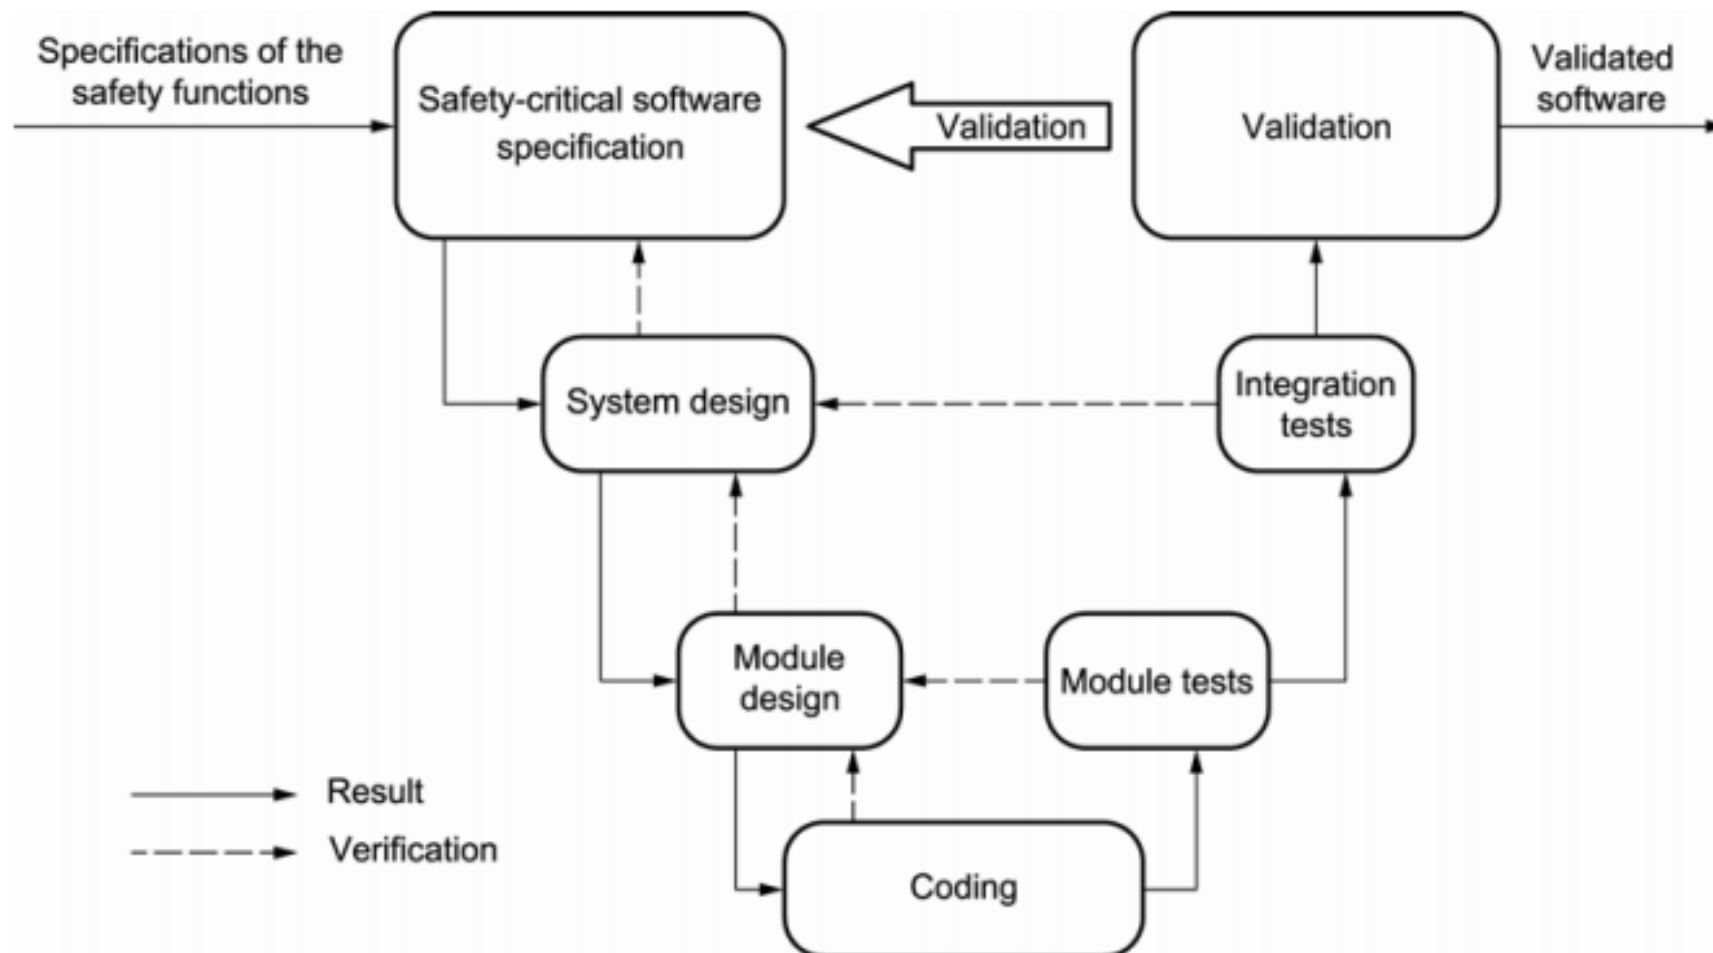 Specifications of the
safety functions
Safety-critical software
specification
Validation
Validation
Validated
software
System design
Integration
tests
Module
design
Module tests
Result
Verification
Coding